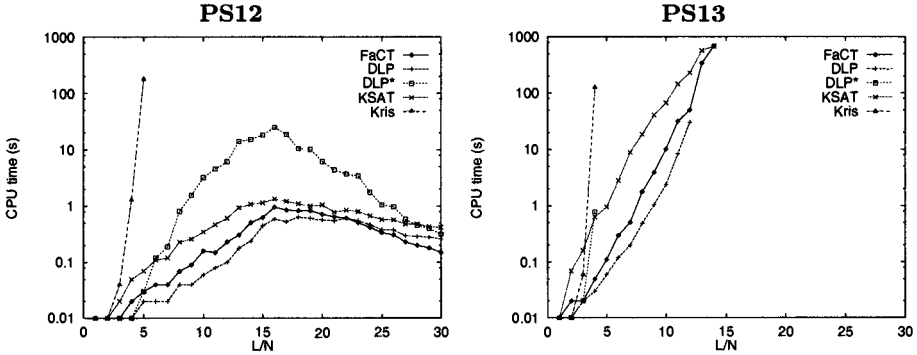 PS12
1000
100
10
1
0.1
0.01
CPU time (s)
0
5
10
15
20
25
30
L/N
FaCT
DLP
DLP*
KSAT
Kris
PS13
1000
100
10
1
0.1
0.01
CPU time (s)
0
5
10
15
20
25
30
L/N
FaCT
DLP
DLP*
KSAT
Kris